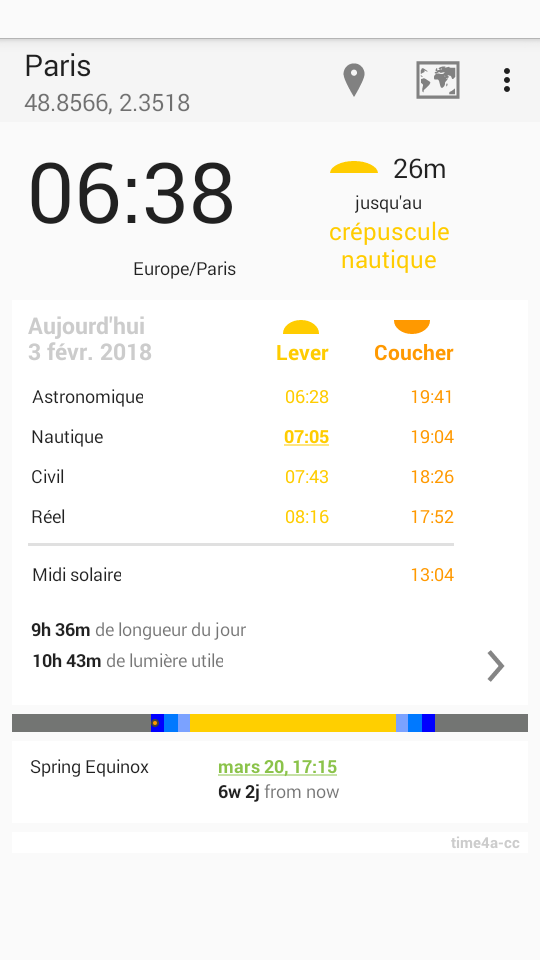 Paris
48.8566, 2.3518
06:38
Europe/Paris
26m
jusqu'au
crépuscule
nautique
Aujourd'hui
3 févr. 2018
Lever
Coucher
Astronomique 06:28 19:41
Nautique 07:05 19:04
Civil 07:43 18:26
Réel 08:16 17:52
Midi solaire 13:04
9h 36m de longueur du jour
10h 43m de lumière utile
Spring Equinox mars 20, 17:15
6w 2j from now
time4a-cc